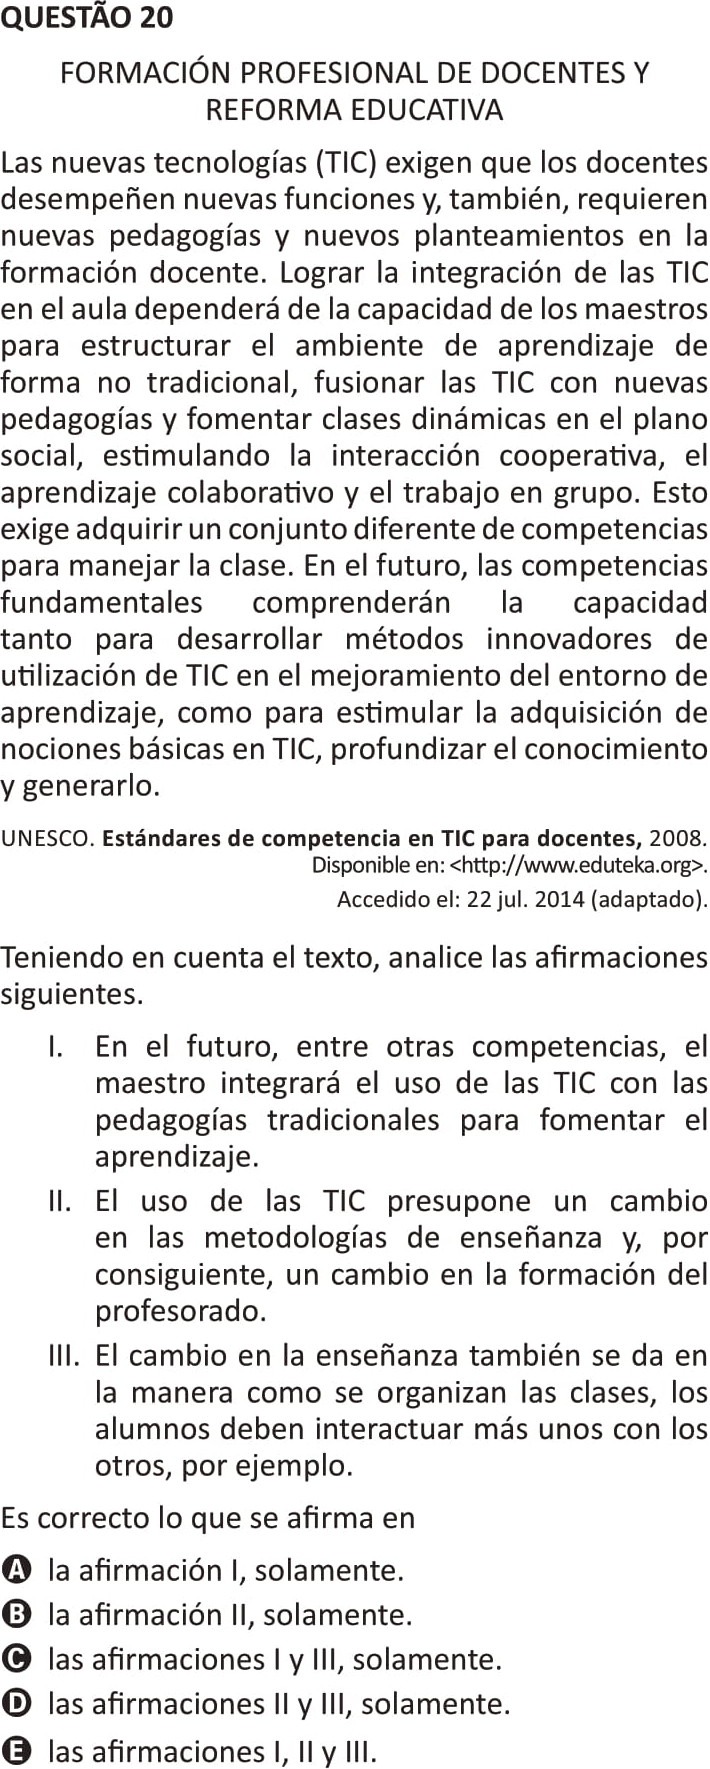 QUESTÃO 20
FORMACIÓN PROFESIONAL DE DOCENTES Y
REFORMA EDUCATIVA
Las nuevas tecnologías (TIC) exigen que los docentes
desempeñen nuevas funciones y, también, requieren
nuevas pedagogías y nuevos planteamientos en la
formación docente. Lograr la integración de las TIC
en el aula dependerá de la capacidad de los maestros
para estructurar el ambiente de aprendizaje de
forma no tradicional, fusionar las TIC con nuevas
pedagogías y fomentar clases dinámicas en el plano
social, estimulando la interacción cooperativa, el
aprendizaje colaborativo y el trabajo en grupo. Esto
exige adquirir un conjunto diferente de competencias
para manejar la clase. En el futuro, las competencias
fundamentales comprenderán la capacidad
tanto para desarrollar métodos innovadores de
utilización de TIC en el mejoramiento del entorno de
aprendizaje, como para estimular la adquisición de
nociones básicas en TIC, profundizar el conocimiento
y generarlo.
UNESCO. Estándares de competencia en TIC para docentes, 2008.
Disponible en: <http://www.eduteka.org>.
Accedido el: 22 jul. 2014 (adaptado).
Teniendo en cuenta el texto, analice las afirmaciones
siguientes.
I. En el futuro, entre otras competencias, el
maestro integrará el uso de las TIC con las
pedagogías tradicionales para fomentar el
aprendizaje.
II. El uso de las TIC presupone un cambio
en las metodologías de enseñanza y, por
consiguiente, un cambio en la formación del
profesorado.
III. El cambio en la enseñanza también se da en
la manera como se organizan las clases, los
alumnos deben interactuar más unos con los
otros, por ejemplo.
Es correcto lo que se afirma en
A la afirmación I, solamente.
B la afirmación II, solamente.
C las afirmaciones I y III, solamente.
D las afirmaciones II y III, solamente.
E las afirmaciones I, II y III.